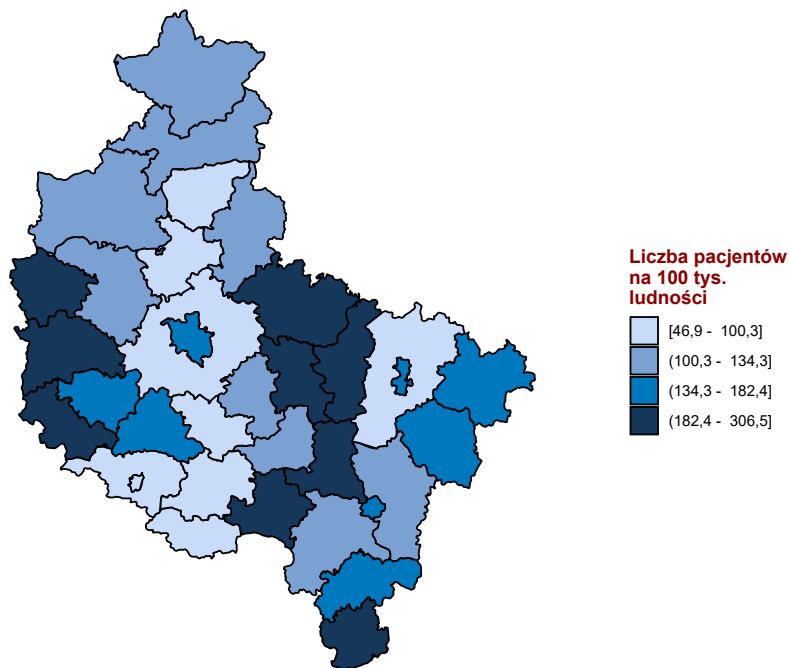 Liczba pacjentów
na 100 tys.
ludności
[46,9 - 100,3]
(100,3 - 134,3]
(134,3 - 182,4]
(182,4 - 306,5]